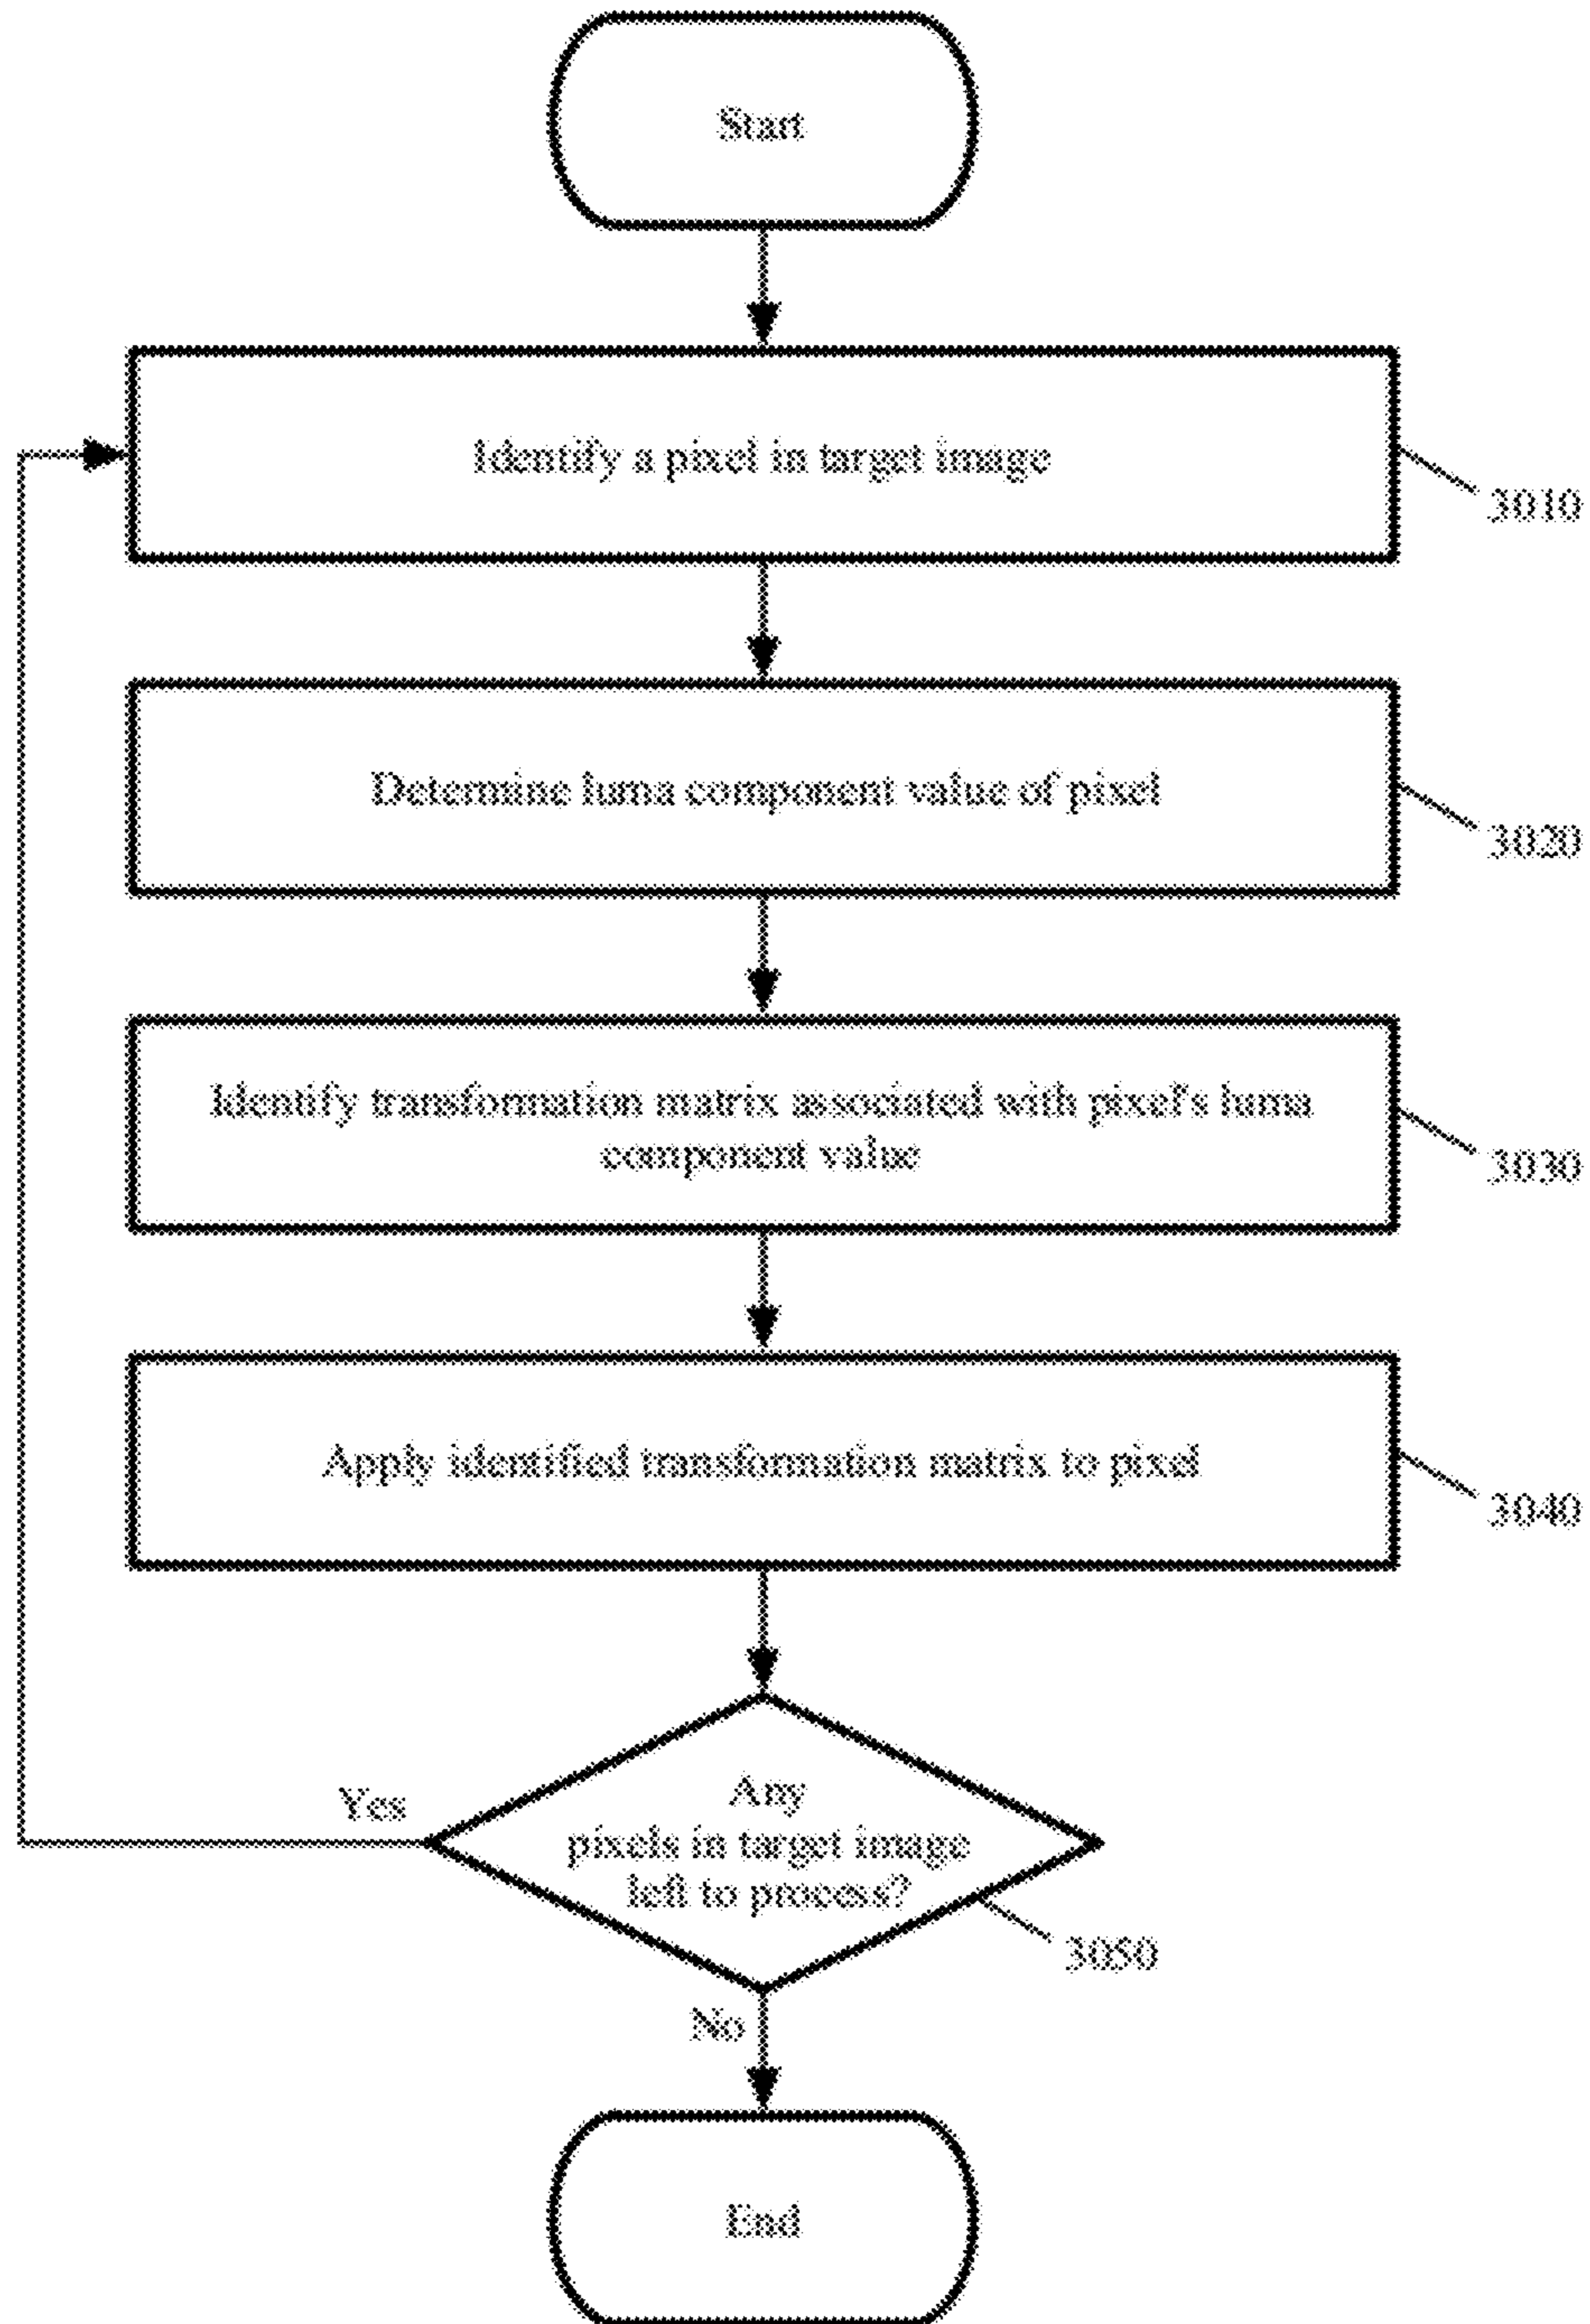 Start
Identify a pixel in target image
3010
Determine luma component value of pixel
3020
Identify transformation matrix associated with pixel's luma
component value
3030
Apply identified transformation matrix to pixel
3040
Yes
Any
pixels in target image
left to process?
3050
No
End